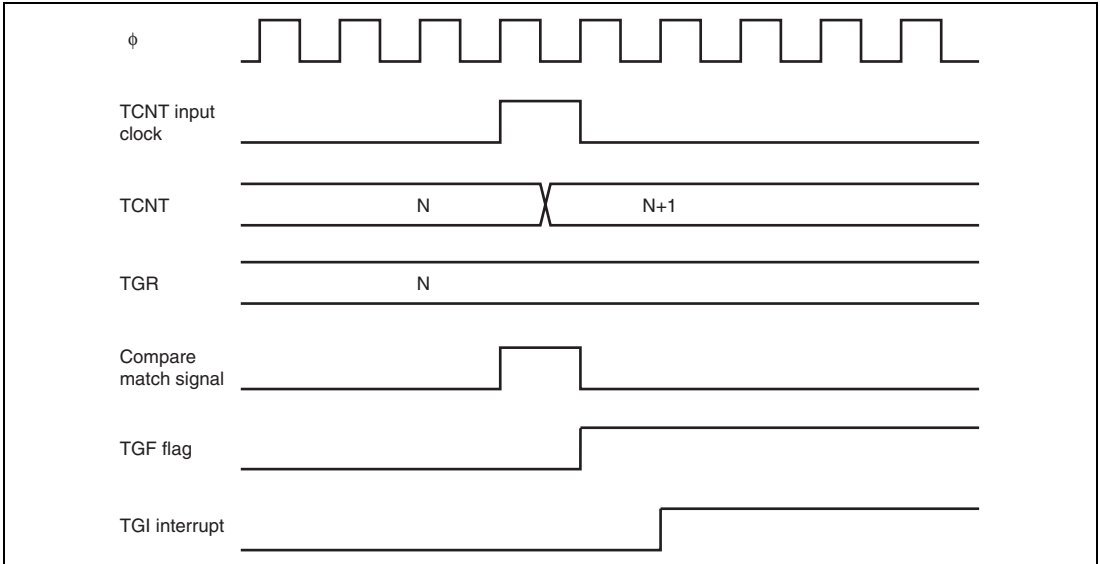 ϕ
TCNT input
clock
TCNT
N
N+1
TGR
N
Compare
match signal
TGF flag
TGI interrupt